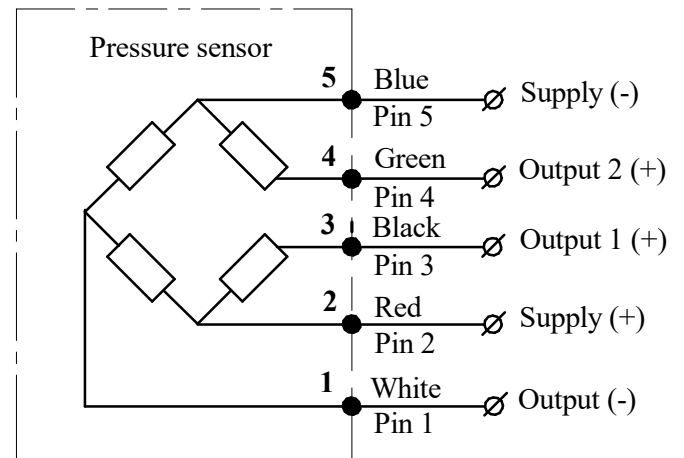 Pressure sensor
5 Blue Supply (-)
Pin 5
4 Green Output 2 (+)
Pin 4
3 Black Output 1 (+)
Pin 3
2 Red Supply (+)
Pin 2
1 White Output (-)
Pin 1